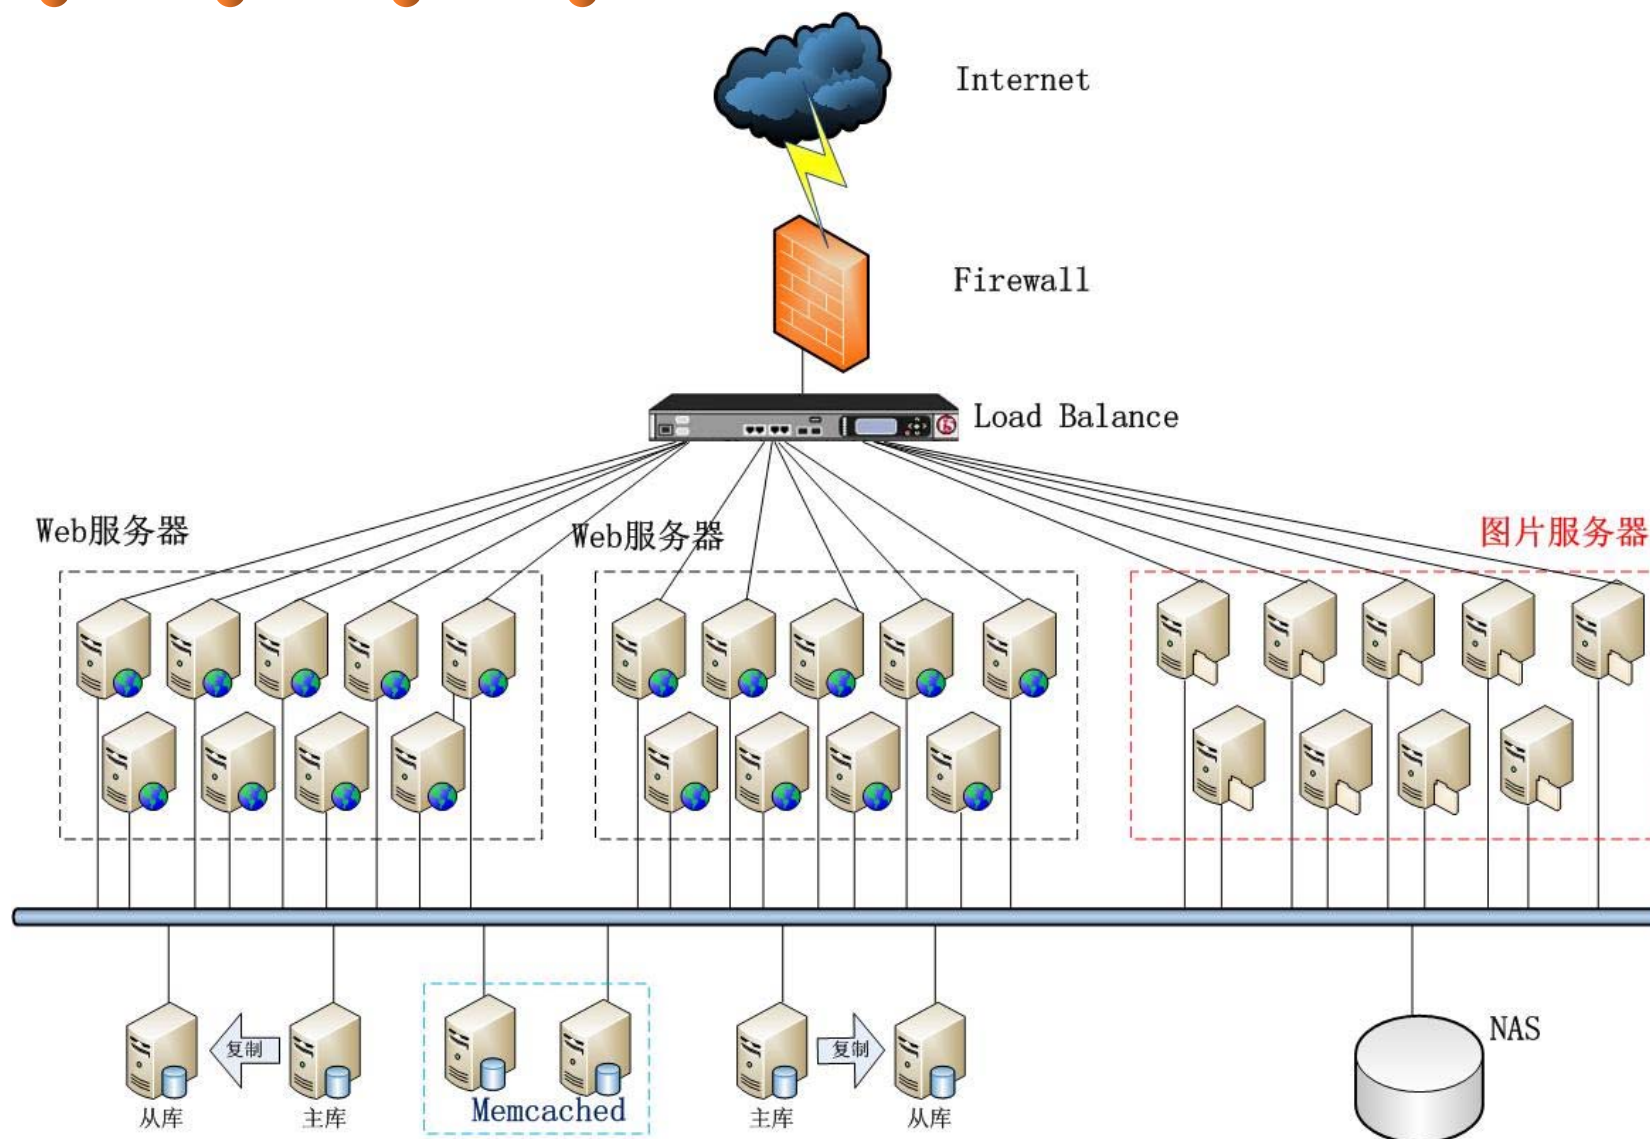 Internet
Firewall
Load Balance
Web服务器
Web服务器
图片服务器
复制
复制
NAS
从库
主库
Memcached
主库
从库